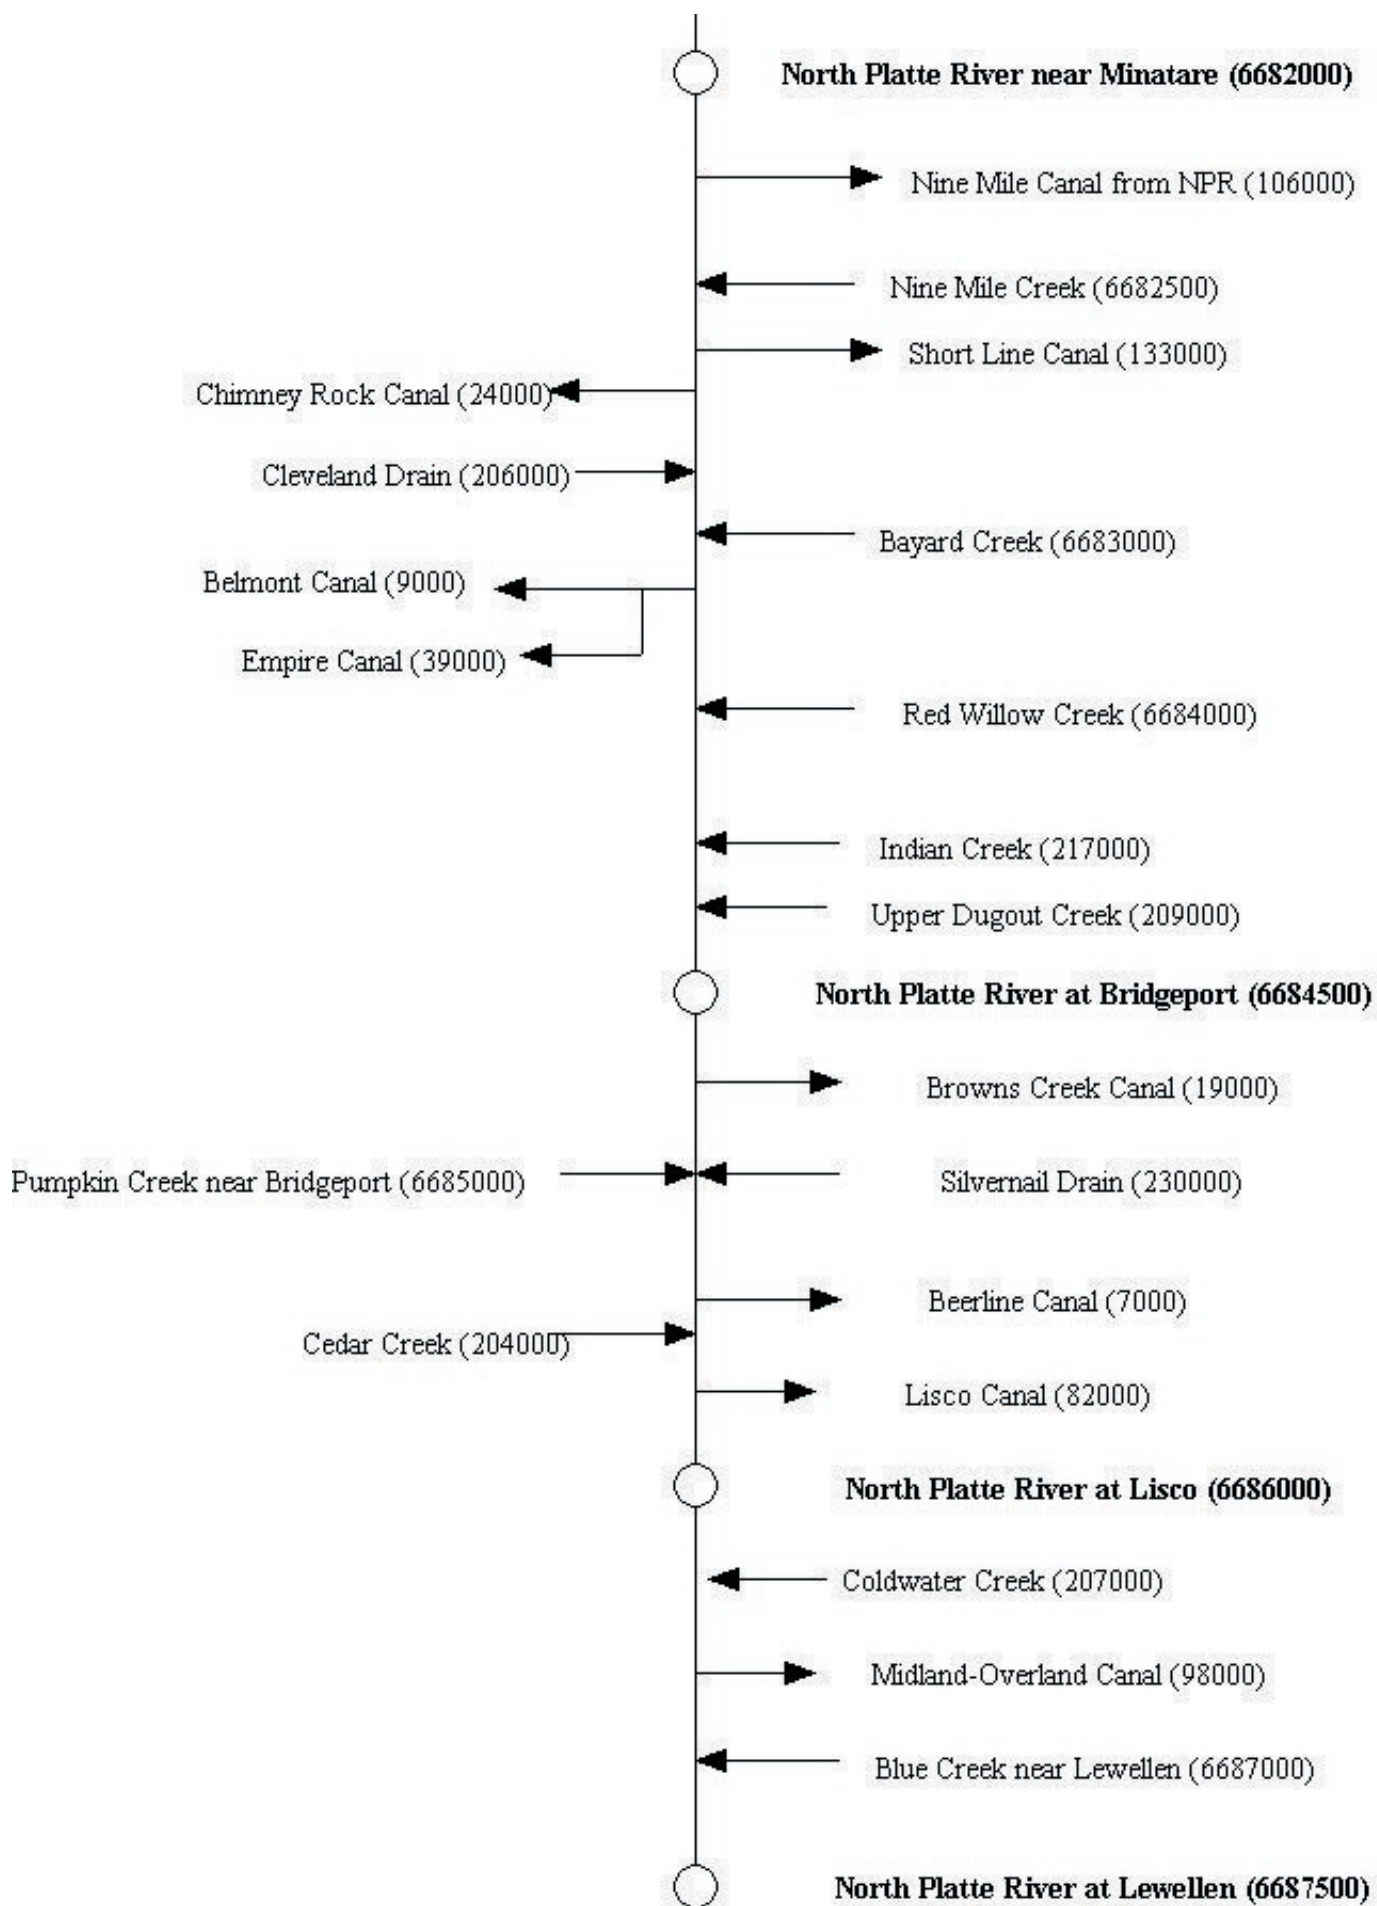 North Platte River near Minatare (6682000)
Nine Mile Canal from NPR (106000)
Nine Mile Creek (6682500)
Short Line Canal (133000)
Chimney Rock Canal (24000)
Cleveland Drain (206000)
Bayard Creek (6683000)
Belmont Canal (9000)
Empire Canal (39000)
Red Willow Creek (6684000)
Indian Creek (217000)
Upper Dugout Creek (209000)
North Platte River at Bridgeport (6684500)
Browns Creek Canal (19000)
Pumpkin Creek near Bridgeport (6685000)
Silvernail Drain (230000)
Beerline Canal (7000)
Cedar Creek (204000)
Lisco Canal (82000)
North Platte River at Lisco (6686000)
Coldwater Creek (207000)
Midland-Overland Canal (98000)
Blue Creek near Lewellen (6687000)
North Platte River at Lewellen (6687500)